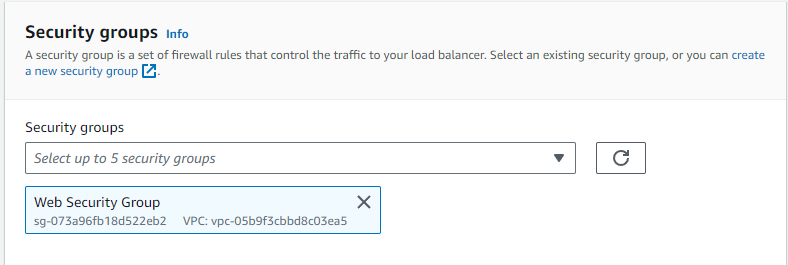 Security groups Info
A security group is a set of firewall rules that control the traffic to your load balancer. Select an existing security group, or you can create
a new security group.
Security groups
Select up to 5 security groups
Web Security Group
sg-073a96fb18d522eb2 VPC: vpc-05b9f3cbbd8c03ea5